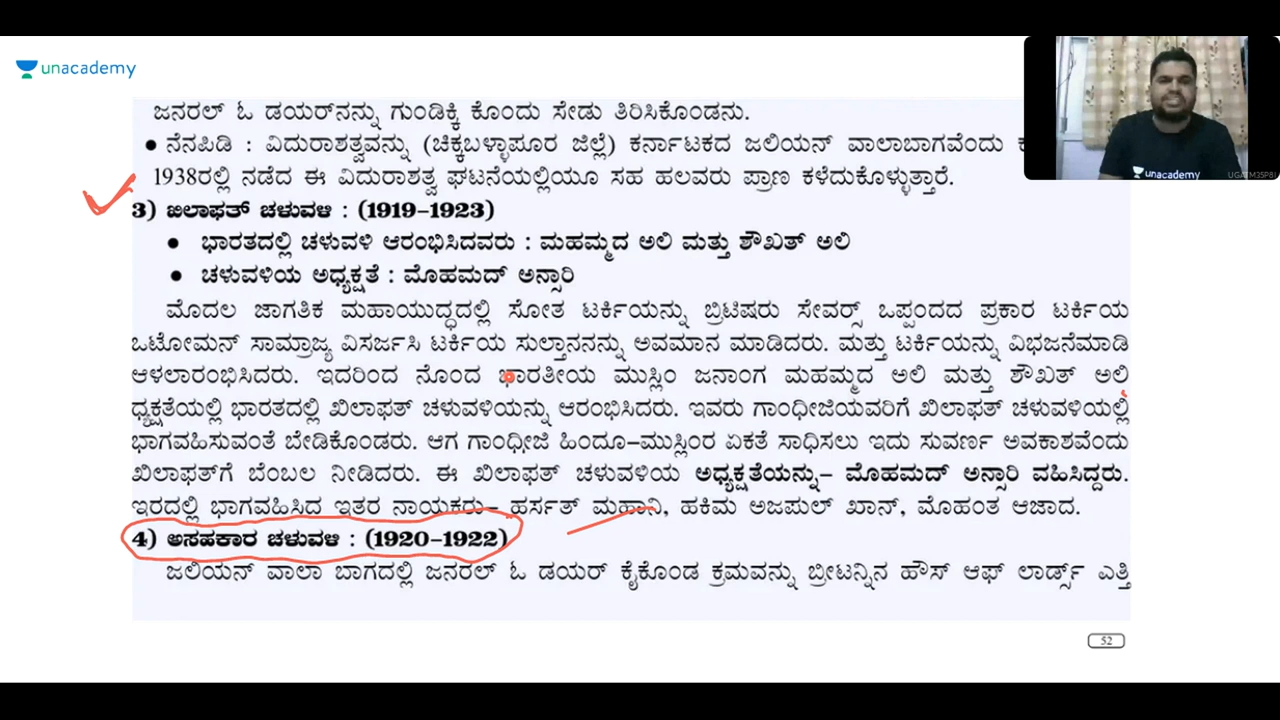 unacademy
ಜನರಲ್ ಓ ಡಯರ್‌ನನ್ನು ಗುಂಡಿಕ್ಕಿ ಕೊಂದು ಸೇಡು ತಿರಿಸಿಕೊಂಡನು.
● ನೆನಪಿಡಿ : ವಿದುರಾಶತ್ವವನ್ನು (ಚಿಕ್ಕಬಳ್ಳಾಪೂರ ಜಿಲ್ಲೆ) ಕರ್ನಾಟಕದ ಜಲಿಯನ್ ವಾಲಾಬಾಗವೆಂದು
1938ರಲ್ಲಿ ನಡೆದ ಈ ವಿದುರಾಶತ್ವ ಘಟನೆಯಲ್ಲಿಯೂ ಸಹ ಹಲವರು ಪ್ರಾಣ ಕಳೆದುಕೊಳ್ಳುತ್ತಾರೆ.
3) ಖಿಲಾಫತ್ ಚಳುವಳಿ : (1919-1923)
● ಭಾರತದಲ್ಲಿ ಚಳುವಳಿ ಆರಂಭಿಸಿದವರು : ಮಹಮ್ಮದ ಅಲಿ ಮತ್ತು ಶೌಖತ್ ಅಲಿ
● ಚಳುವಳಿಯ ಅಧ್ಯಕ್ಷತೆ : ಮೊಹಮದ್ ಅನ್ಸಾರಿ
ಮೊದಲ ಜಾಗತಿಕ ಮಹಾಯುದ್ಧದಲ್ಲಿ ಸೋತ ಟರ್ಕಿಯನ್ನು ಬ್ರಿಟಿಷರು ಸೇವರ್ಸ್ ಒಪ್ಪಂದದ ಪ್ರಕಾರ ಟರ್ಕಿಯ
ಒಟೋಮನ್ ಸಾಮ್ರಾಜ್ಯ ವಿಸರ್ಜಿಸಿ ಟರ್ಕಿಯ ಸುಲ್ತಾನನನ್ನು ಅವಮಾನ ಮಾಡಿದರು. ಮತ್ತು ಟರ್ಕಿಯನ್ನು ವಿಭಜನೆಮಾಡಿ
ಆಳಲಾರಂಭಿಸಿದರು. ಇದರಿಂದ ನೊಂದ ಭಾರತೀಯ ಮುಸ್ಲಿಂ ಜನಾಂಗ ಮಹಮ್ಮದ ಅಲಿ ಮತ್ತು ಶೌಖತ್ ಅಲಿ
ಧ್ಯಕ್ಷತೆಯಲ್ಲಿ ಭಾರತದಲ್ಲಿ ಖಿಲಾಫತ್ ಚಳುವಳಿಯನ್ನು ಆರಂಭಿಸಿದರು. ಇವರು ಗಾಂಧೀಜಿಯವರಿಗೆ ಖಿಲಾಫತ್ ಚಳುವಳಿಯಲ್ಲಿ
ಭಾಗವಹಿಸುವಂತೆ ಬೇಡಿಕೊಂಡರು. ಆಗ ಗಾಂಧೀಜಿ ಹಿಂದೂ-ಮುಸ್ಲಿಂರ ಏಕತೆ ಸಾಧಿಸಲು ಇದು ಸುವರ್ಣ ಅವಕಾಶವೆಂದು
ಖಿಲಾಫತ್‌ಗೆ ಬೆಂಬಲ ನೀಡಿದರು. ಈ ಖಿಲಾಫತ್ ಚಳುವಳಿಯ ಅಧ್ಯಕ್ಷತೆಯನ್ನು- ಮೊಹಮದ್ ಅನ್ಸಾರಿ ವಹಿಸಿದ್ದರು.
ಇರದಲ್ಲಿ ಭಾಗವಹಿಸಿದ ಇತರ ನಾಯಕರು- ಹರ್ಸತ್ ಮಹಾನಿ, ಹಕಿಮ ಅಜಮಲ್ ಖಾನ್, ಮೊಹಂತ ಆಜಾದ.
4) ಅಸಹಕಾರ ಚಳುವಳಿ : (1920-1922)
ಜಲಿಯನ್ ವಾಲಾ ಬಾಗದಲ್ಲಿ ಜನರಲ್ ಓ ಡಯರ್ ಕೈಕೊಂಡ ಕ್ರಮವನ್ನು ಬ್ರೀಟನ್ನಿನ ಹೌಸ್ ಆಫ್ ಲಾರ್ಡ್ಸ್ ಎತ್ತಿ
52
unacademy
UGATM35P8J